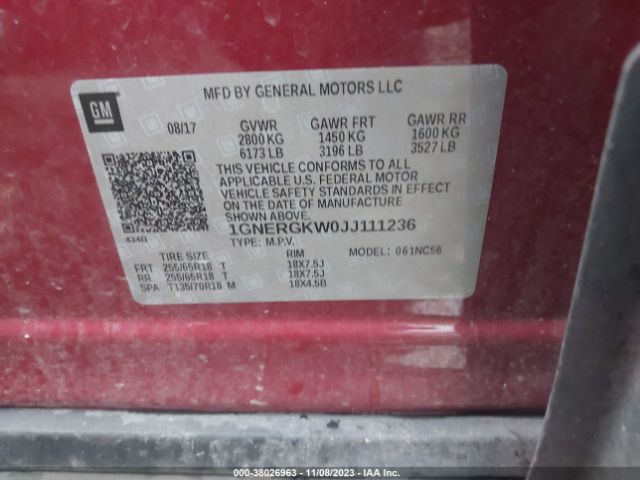 MFD BY GENERAL MOTORS LLC
GM
08/17 GVWR GAWR FRT GAWR RR
2800 KG 1450 KG 1600 KG
6173 LB 3196 LB 3527 LB
THIS VEHICLE CONFORMS TO ALL
APPLICABLE U.S. FEDERAL MOTOR
VEHICLE SAFETY STANDARDS IN EFFECT
ON THE DATE OF MANUFACTURE
SHOWN ABOVE.
1GNERGKW0JJ111236
434B TYPE: M.P.V. MODEL: 061NC56
TIRE SIZE RIM
FRT 255/65R18 T 18X7.5J
RR 255/65R18 T 18X7.5J
SPA T135/70R18 M 18X4.5B
000-38026963 - 11/08/2023 - IAA Inc.